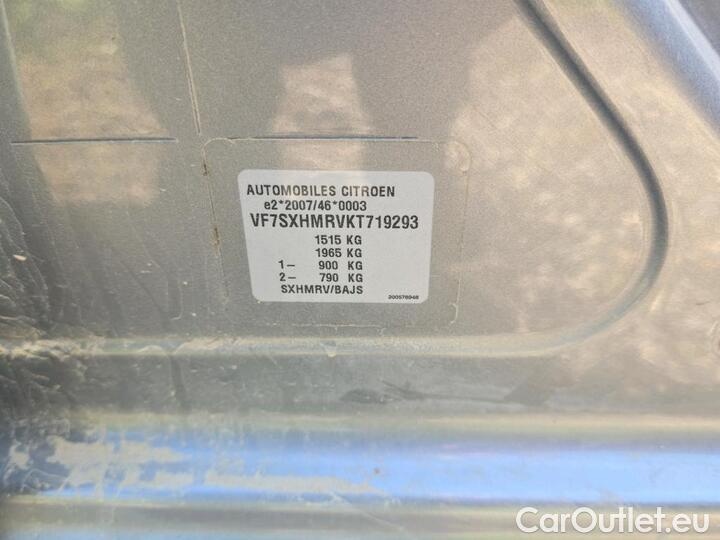 AUTOMOBILES CITROEN
e2*2007/46*0003
VF7SXHMRVKT719293
1515 KG
1965 KG
1- 900 KG
2- 790 KG
SXHMRV/BAJS
CarOutlet.eu